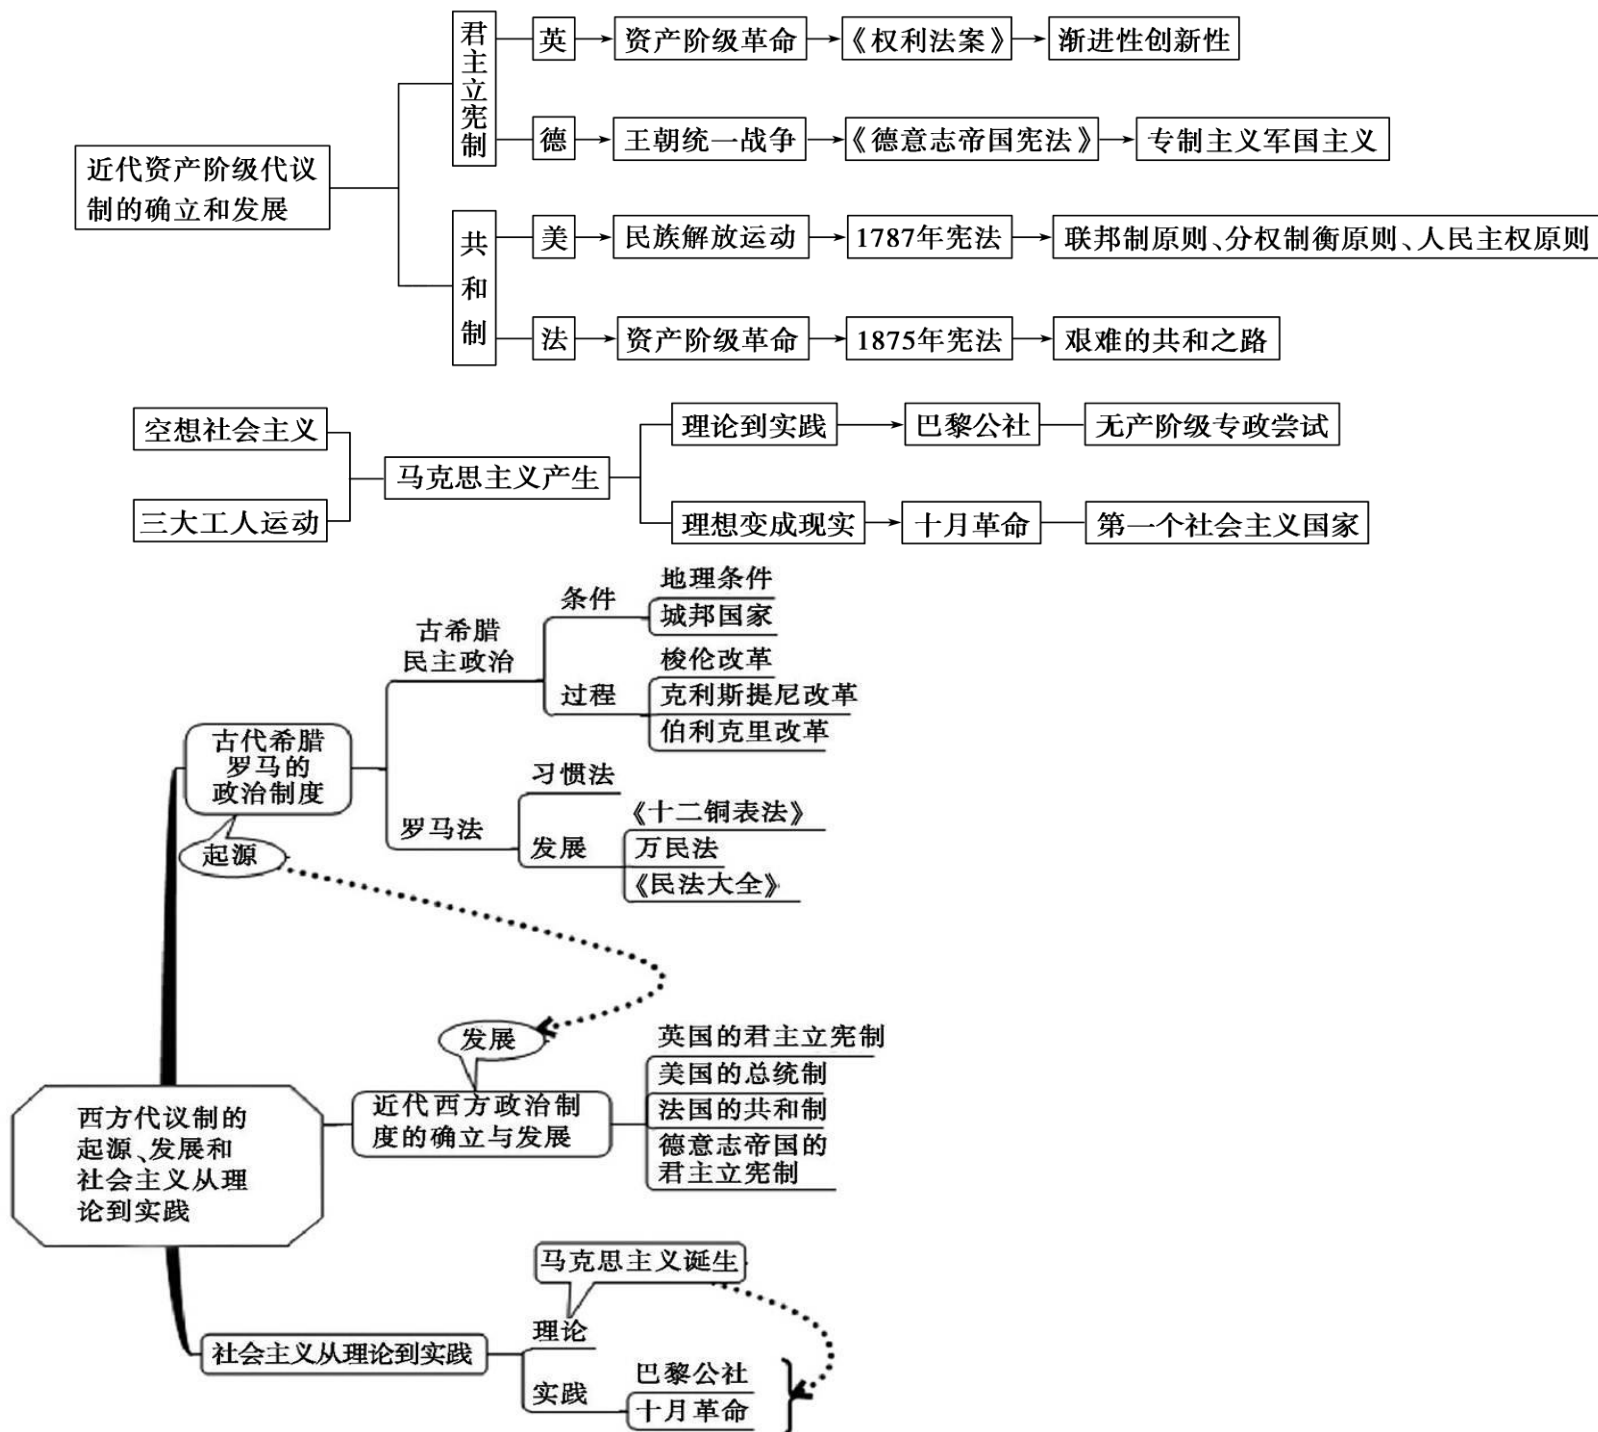 君主立宪制
英
资产阶级革命
《权利法案》
渐进性创新性
德
王朝统一战争
《德意志帝国宪法》
专制主义军国主义
近代资产阶级代议
制的确立和发展
共和制
美
民族解放运动
1787年宪法
联邦制原则、分权制衡原则、人民主权原则
法
资产阶级革命
1875年宪法
艰难的共和之路
空想社会主义
三大工人运动
马克思主义产生
理论到实践
巴黎公社
无产阶级专政尝试
理想变成现实
十月革命
第一个社会主义国家
古代希腊
罗马的
政治制度
起源
古希腊
民主政治
条件
地理条件
城邦国家
过程
梭伦改革
克利斯提尼改革
伯利克里改革
罗马法
习惯法
发展
《十二铜表法》
万民法
《民法大全》
西方代议制的
起源、发展和
社会主义从理
论到实践
发展
近代西方政治制
度的确立与发展
英国的君主立宪制
美国的总统制
法国的共和制
德意志帝国的
君主立宪制
社会主义从理论到实践
马克思主义诞生
理论
实践
巴黎公社
十月革命